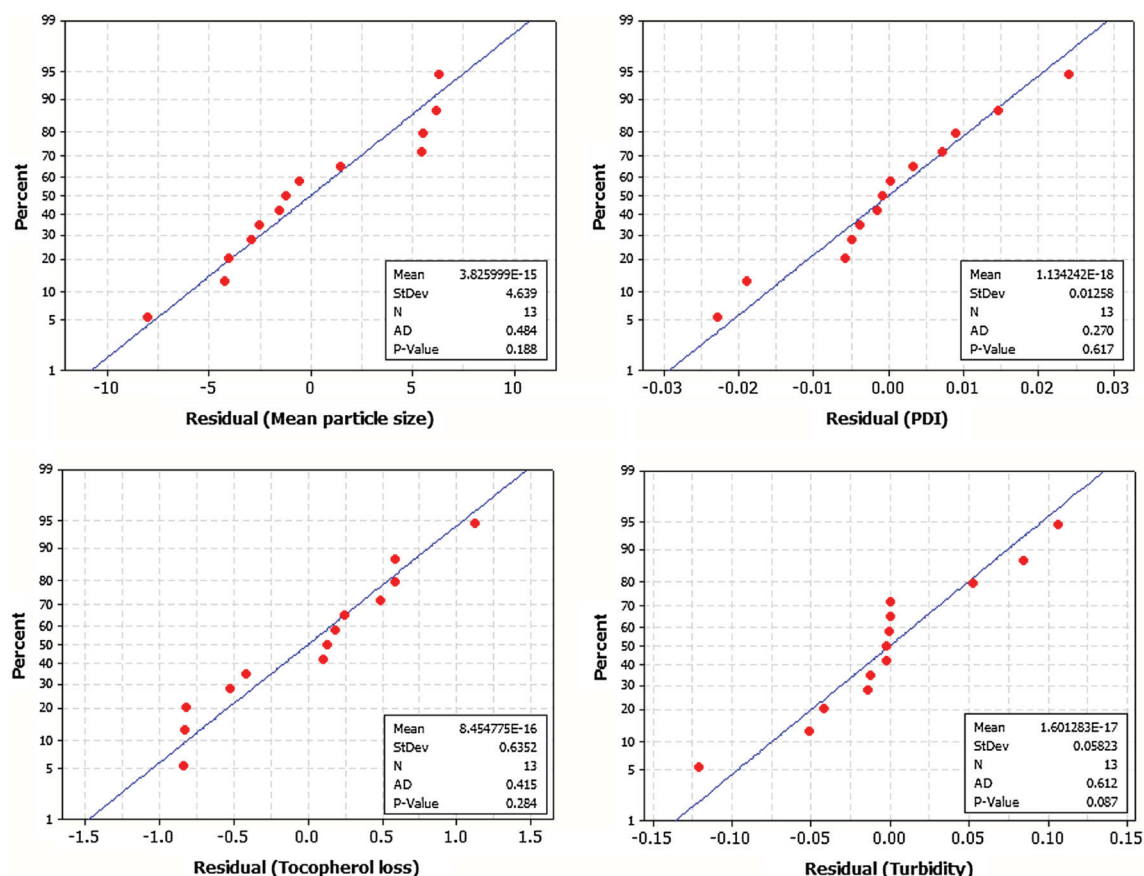 99
95
90
80
70
60
50
40
30
20
10
5
1
Percent
Mean 3.825999E-15
StDev 4.639
N 13
AD 0.484
P-Value 0.188
-10 -5 0 5 10
Residual (Mean particle size)
99
95
90
80
70
60
50
40
30
20
10
5
1
Percent
Mean 1.134242E-18
StDev 0.01258
N 13
AD 0.270
P-Value 0.617
-0.03 -0.02 -0.01 0.00 0.01 0.02 0.03
Residual (PDI)
99
95
90
80
70
60
50
40
30
20
10
5
1
Percent
Mean 8.454775E-16
StDev 0.6352
N 13
AD 0.415
P-Value 0.284
-1.5 -1.0 -0.5 0.0 0.5 1.0 1.5
Residual (Tocopherol loss)
99
95
90
80
70
60
50
40
30
20
10
5
1
Percent
Mean 1.601283E-17
StDev 0.05823
N 13
AD 0.612
P-Value 0.087
-0.15 -0.10 -0.05 0.00 0.05 0.10 0.15
Residual (Turbidity)